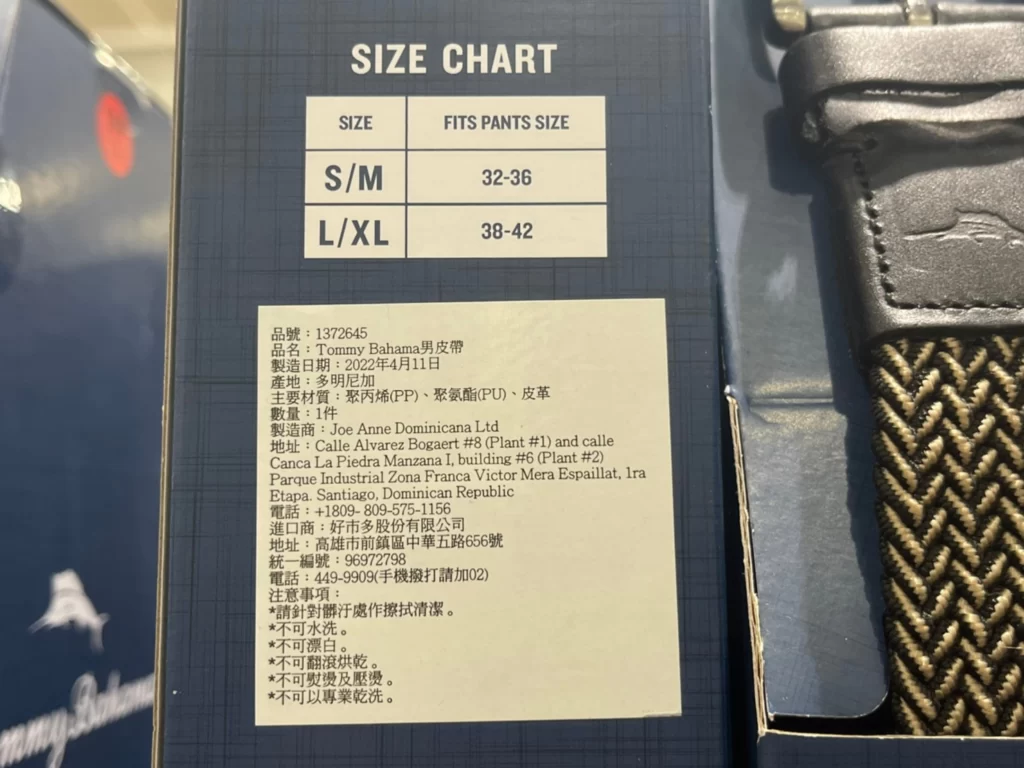 SIZE CHART
SIZE FITS PANTS SIZE
S/M 32-36
L/XL 38-42
品號：1372645
品名：Tommy Bahama男皮帶
製造日期：2022年4月11日
產地：多明尼加
主要材質：聚丙烯(PP)、聚氨酯(PU)、皮革
數量：1件
製造商：Joe Anne Dominicana Ltd
地址：Calle Alvarez Bogaert #8 (Plant #1) and calle
Canca La Piedra Manzana I, building #6 (Plant #2)
Parque Industrial Zona Franca Victor Mera Espaillat, 1ra
Etapa. Santiago, Dominican Republic
電話：+1809- 809-575-1156
進口商：好市多股份有限公司
地址：高雄市前鎮區中華五路656號
統一編號：96972798
電話：449-9909(手機撥打請加02)
注意事項：
*請針對髒汙處作擦拭清潔。
*不可水洗。
*不可漂白。
*不可翻滾烘乾。
*不可熨燙及壓燙。
*不可以專業乾洗。
mmy Bahama